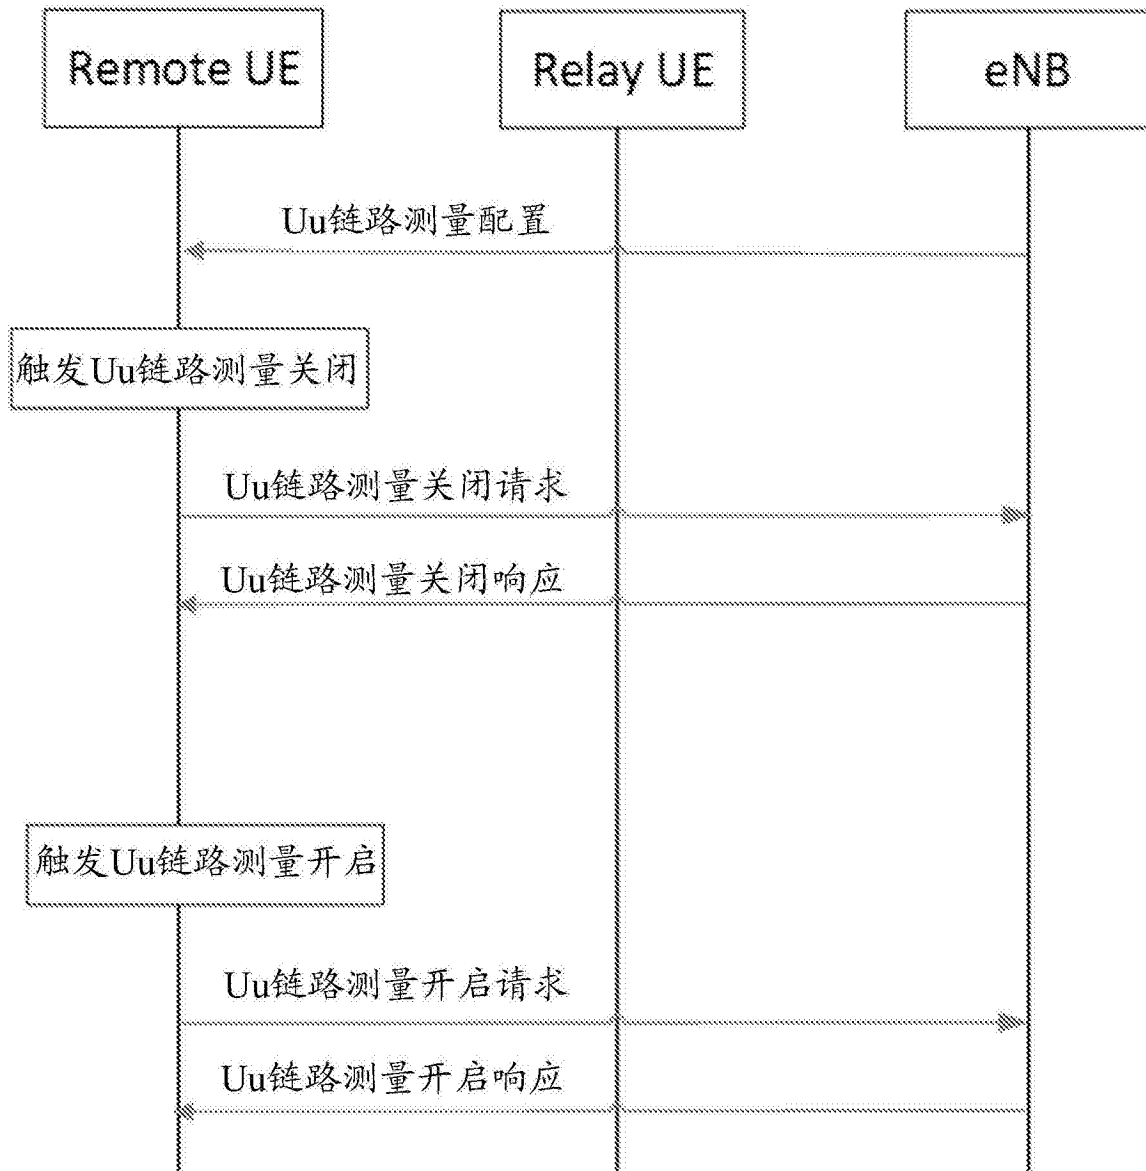 Remote UE
Relay UE
eNB
Uu链路测量配置
触发Uu链路测量关闭
Uu链路测量关闭请求
Uu链路测量关闭响应
触发Uu链路测量开启
Uu链路测量开启请求
Uu链路测量开启响应